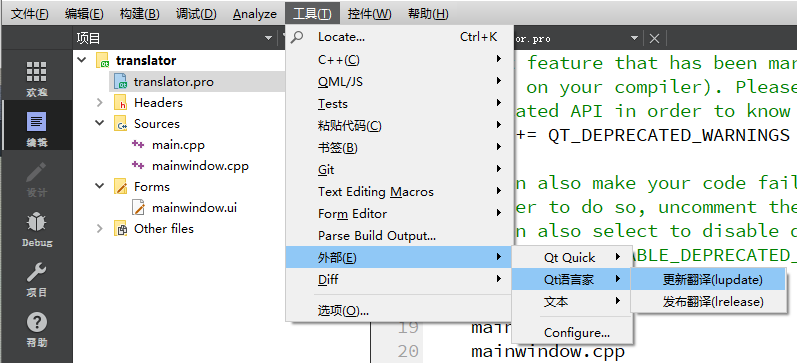 文件(F) 编辑(E) 构建(B) 调试(D) Analyze 工具(T) 控件(W) 帮助(H)
项目
translator
translator.pro
Headers
Sources
main.cpp
mainwindow.cpp
Forms
mainwindow.ui
Other files
欢迎
编辑
设计
Debug
项目
帮助
Locate... Ctrl+K
C++(C)
QML/JS
Tests
粘贴代码(C)
书签(B)
Git
Text Editing Macros
Form Editor
Parse Build Output...
外部(E)
Diff
选项(O)...
Qt Quick
Qt语言家
文本
Configure...
更新翻译(lupdate)
发布翻译(lrelease)
or.pro
feature that has been mar
on your compiler). Please
ated API in order to know
+= QT_DEPRECATED_WARNINGS
n also make your code fail
er to do so, uncomment the
n also select to disable
ABLE_DEPRECATED_
19 main
20 mainwindow.cpp